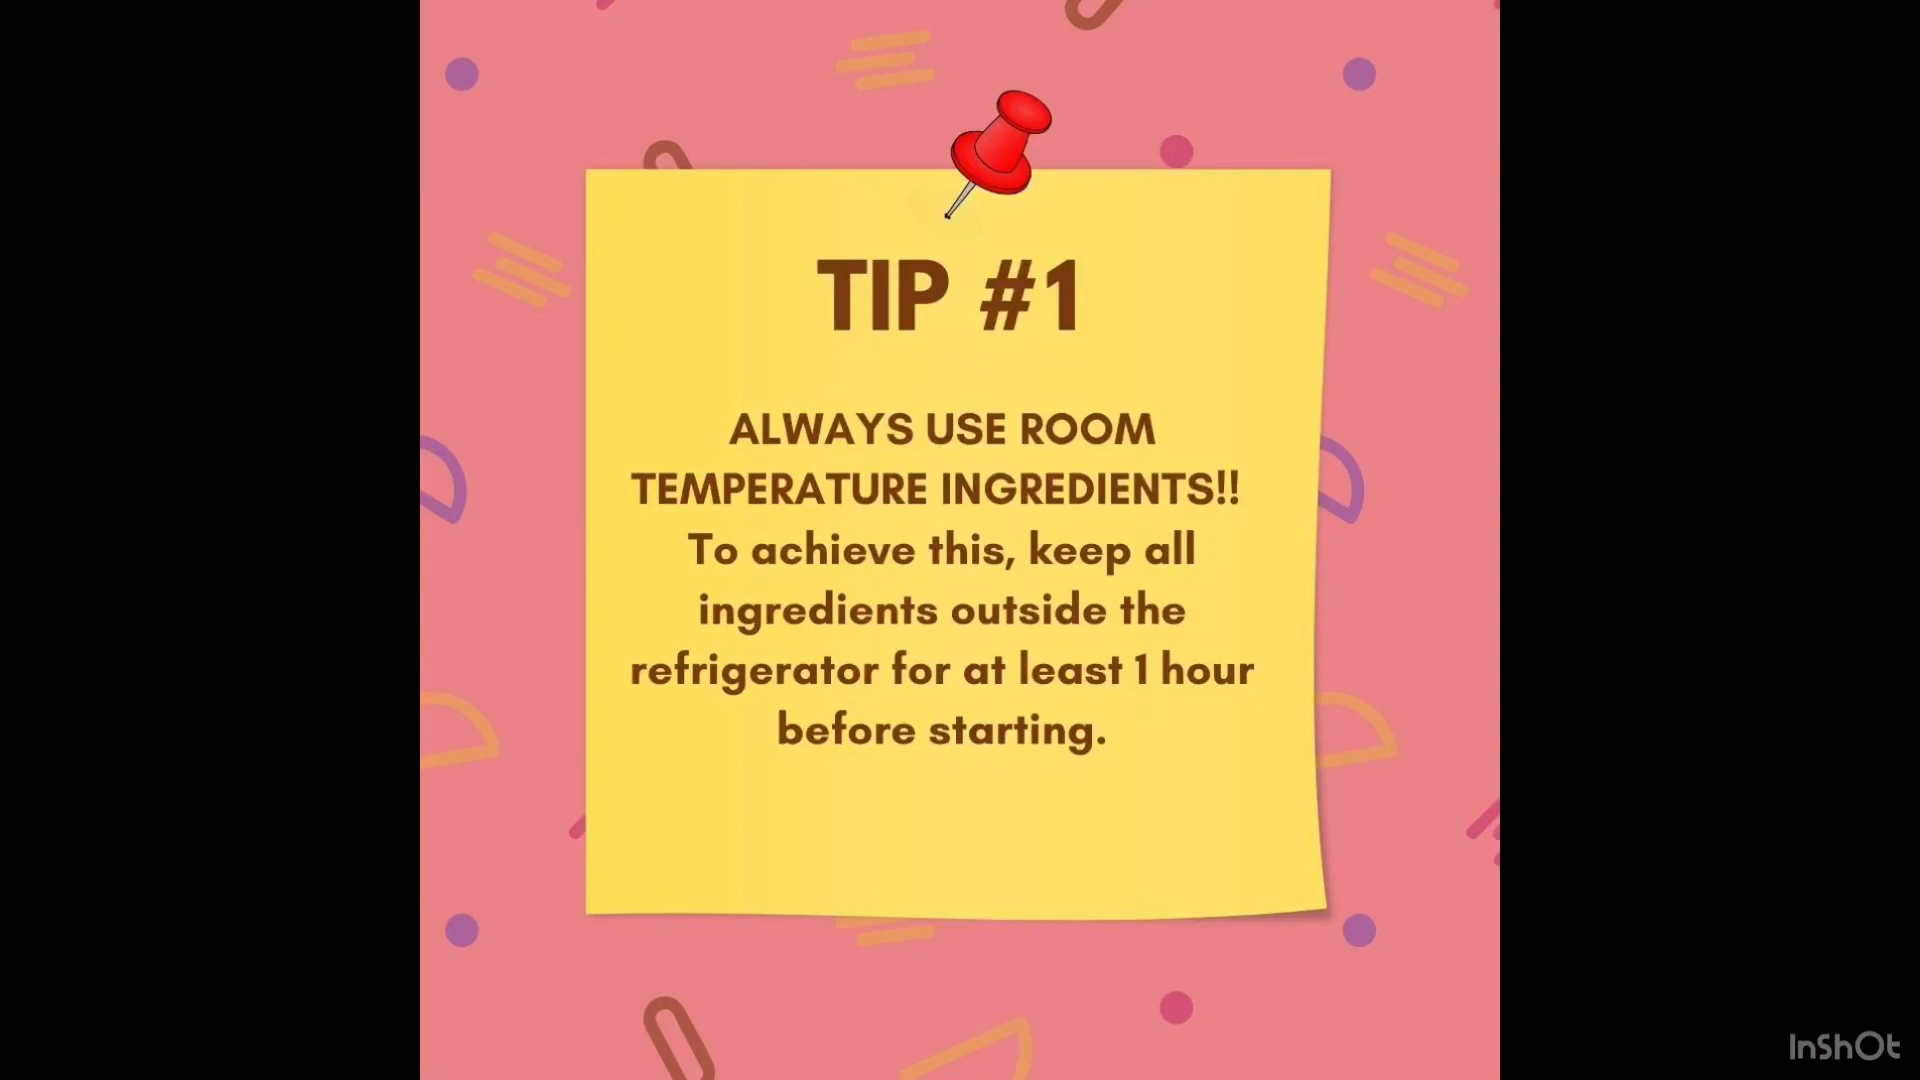 TIP #1
ALWAYS USE ROOM
TEMPERATURE INGREDIENTS!!
To achieve this, keep all
ingredients outside the
refrigerator for at least 1 hour
before starting.
InShOt